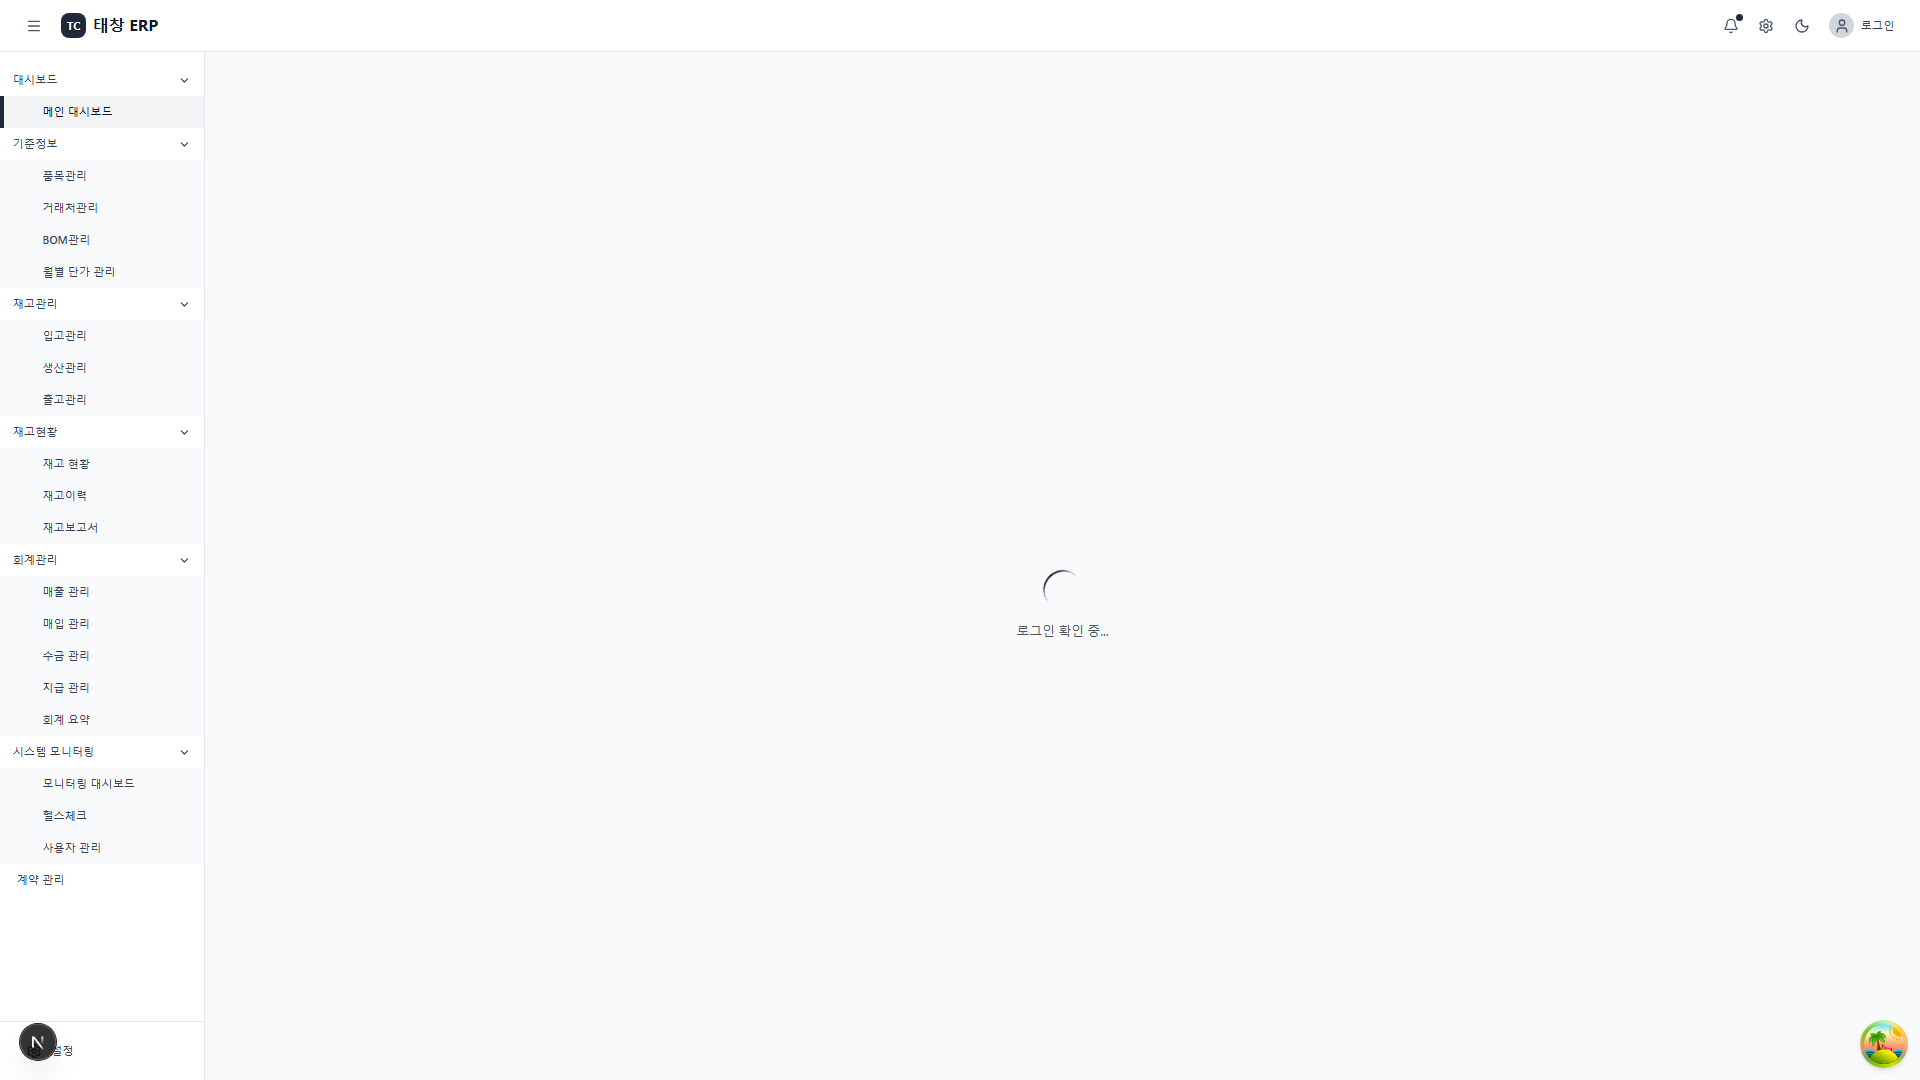 TC 태창 ERP
로그인
대시보드
메인 대시보드
기준정보
품목관리
거래처관리
BOM관리
월별 단가 관리
재고관리
입고관리
생산관리
출고관리
재고현황
재고 현황
재고이력
재고보고서
회계관리
매출 관리
매입 관리
수금 관리
지급 관리
회계 요약
시스템 모니터링
모니터링 대시보드
헬스체크
사용자 관리
계약 관리
로그인 확인 중...
N 설정